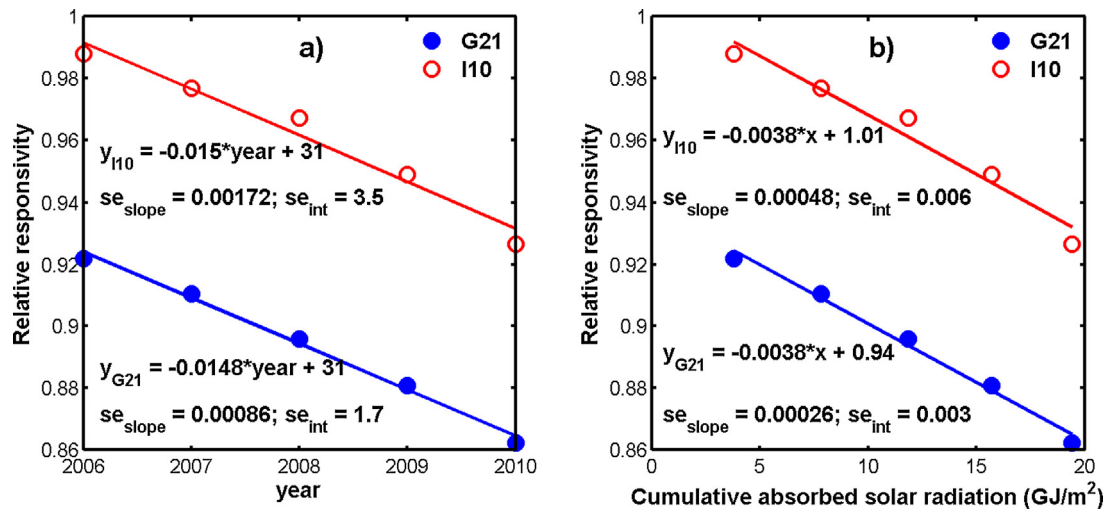 a)
G21
I10
Relative responsivity
1
0.98
0.96
0.94
0.92
0.9
0.88
0.86
y_I10 = -0.015*year + 31
se_slope = 0.00172; se_int = 3.5
y_G21 = -0.0148*year + 31
se_slope = 0.00086; se_int = 1.7
2006 2007 2008 2009 2010
year
b)
G21
I10
Relative responsivity
1
0.98
0.96
0.94
0.92
0.9
0.88
0.86
y_I10 = -0.0038*x + 1.01
se_slope = 0.00048; se_int = 0.006
y_G21 = -0.0038*x + 0.94
se_slope = 0.00026; se_int = 0.003
0 5 10 15 20
Cumulative absorbed solar radiation (GJ/m²)